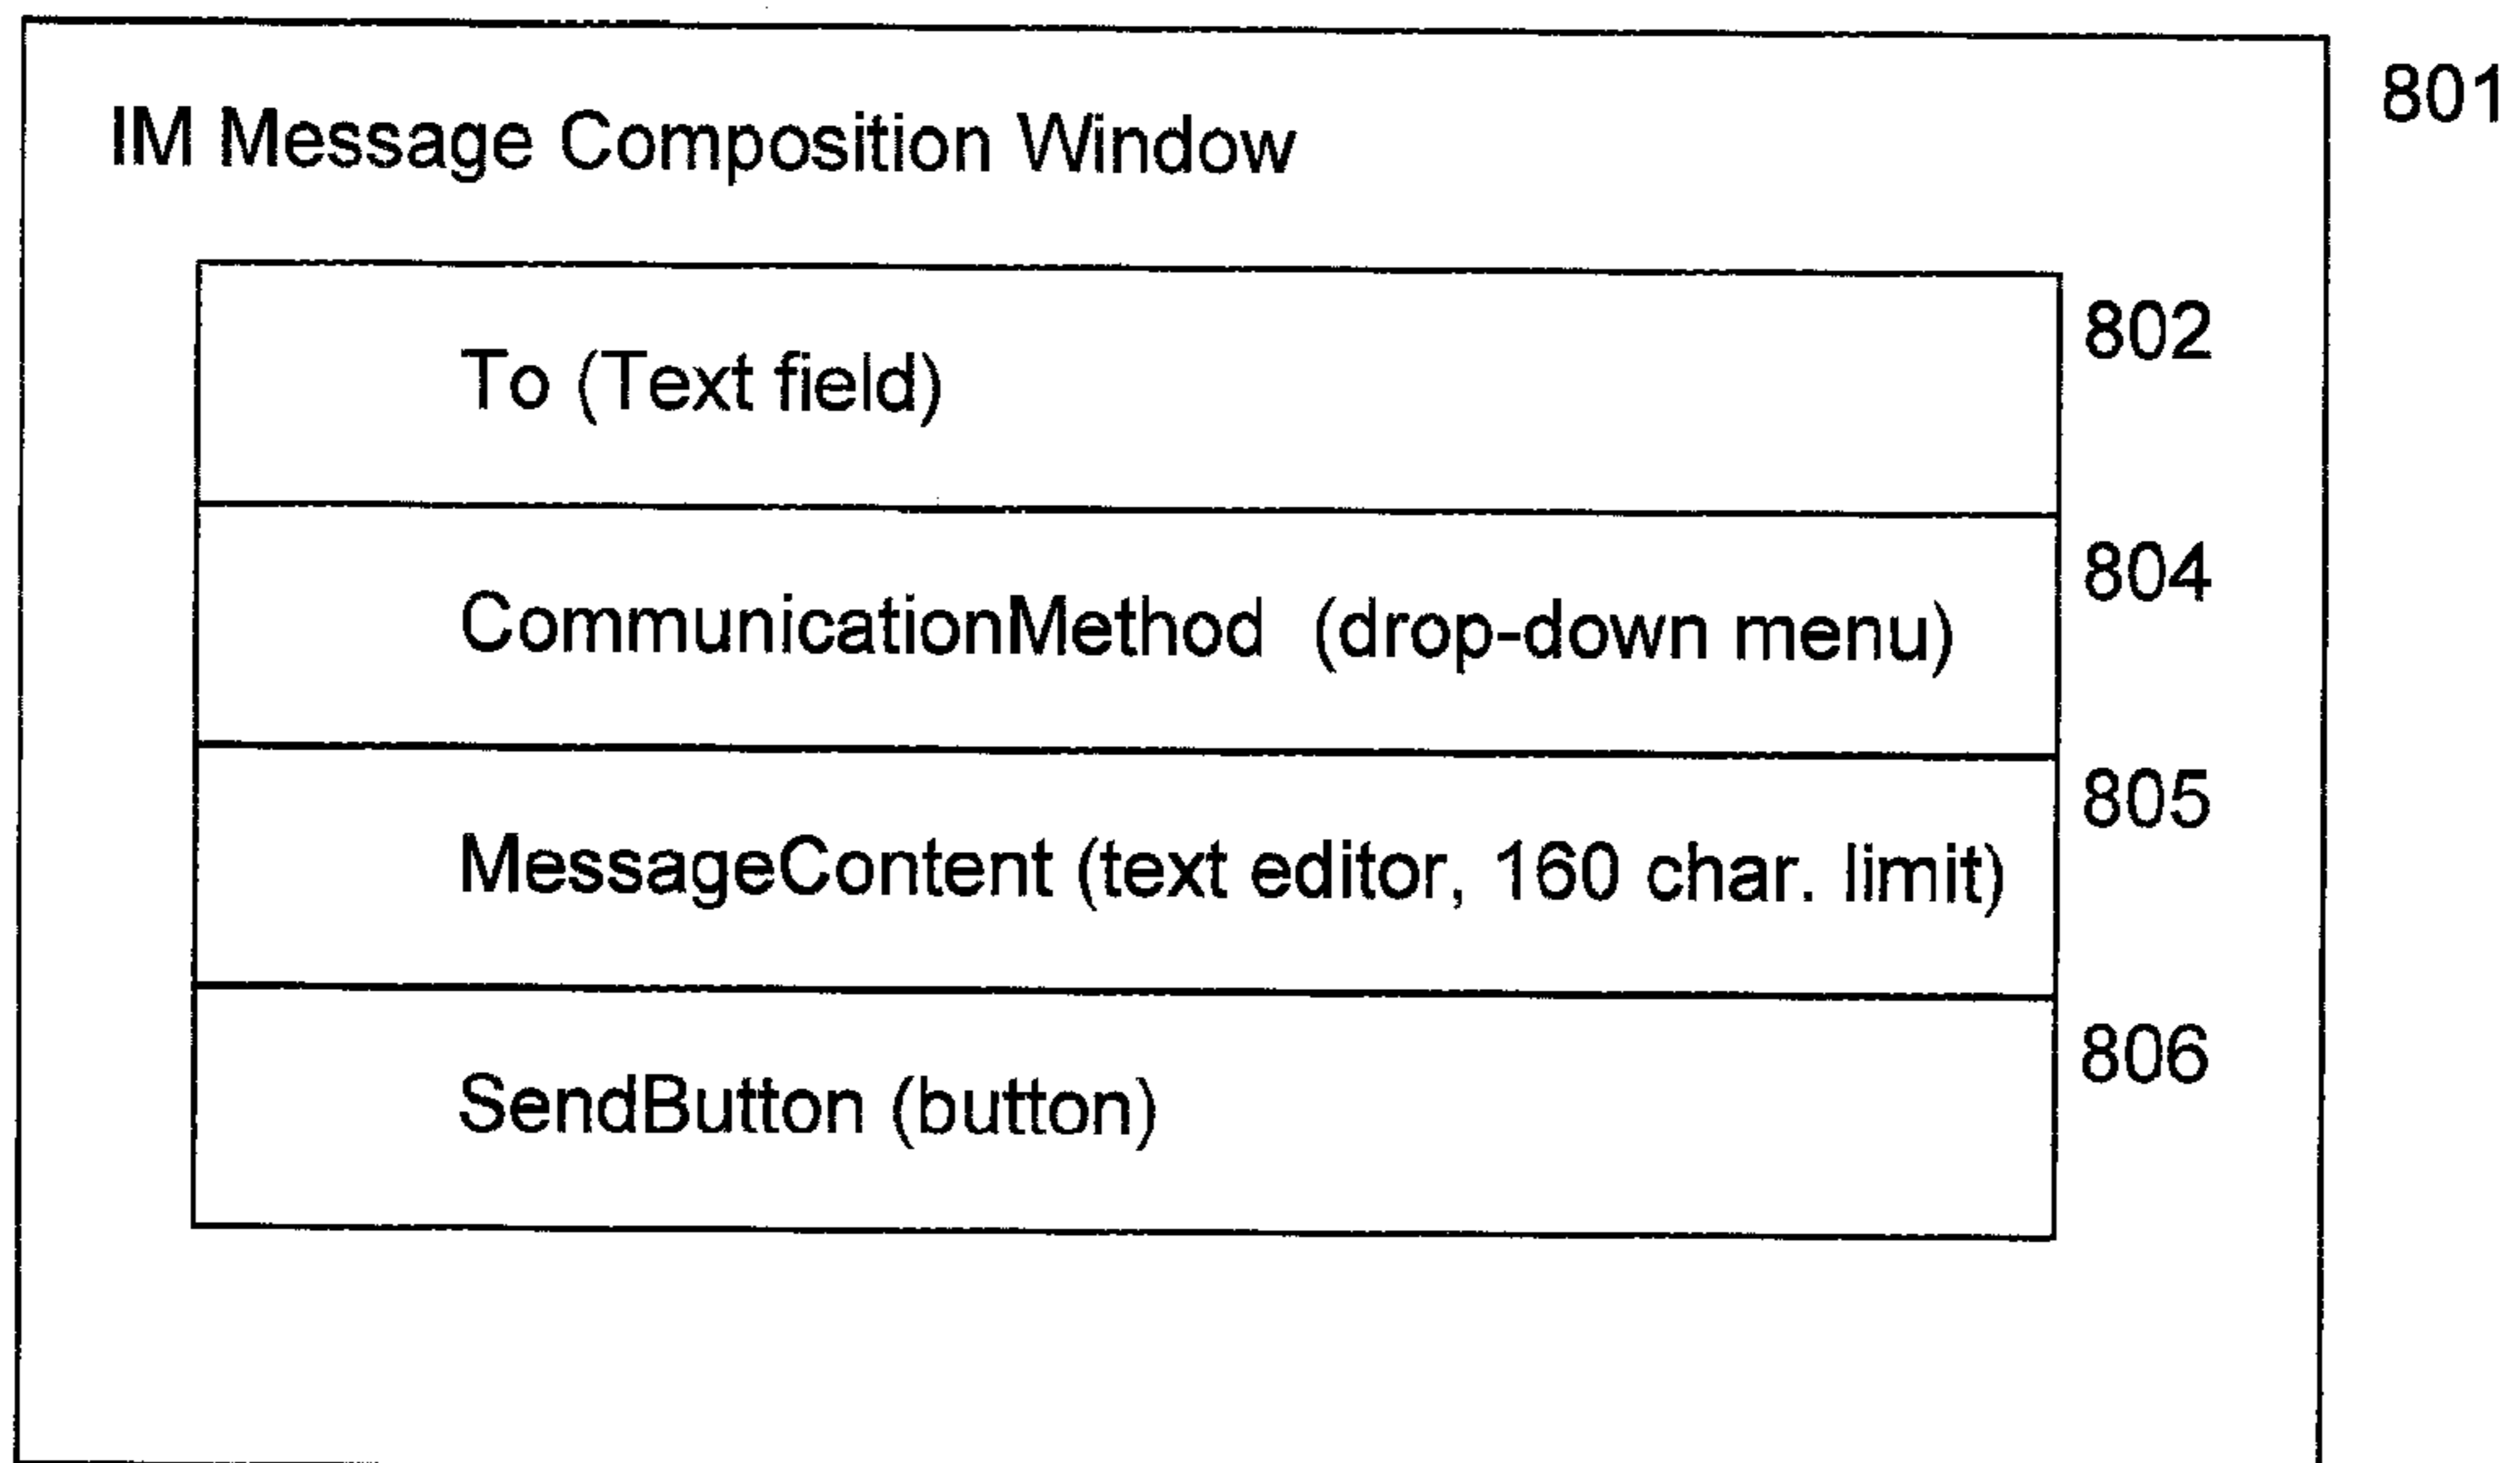 801
IM Message Composition Window
802
To (Text field)
804
CommunicationMethod (drop-down menu)
805
MessageContent (text editor, 160 char. limit)
806
SendButton (button)